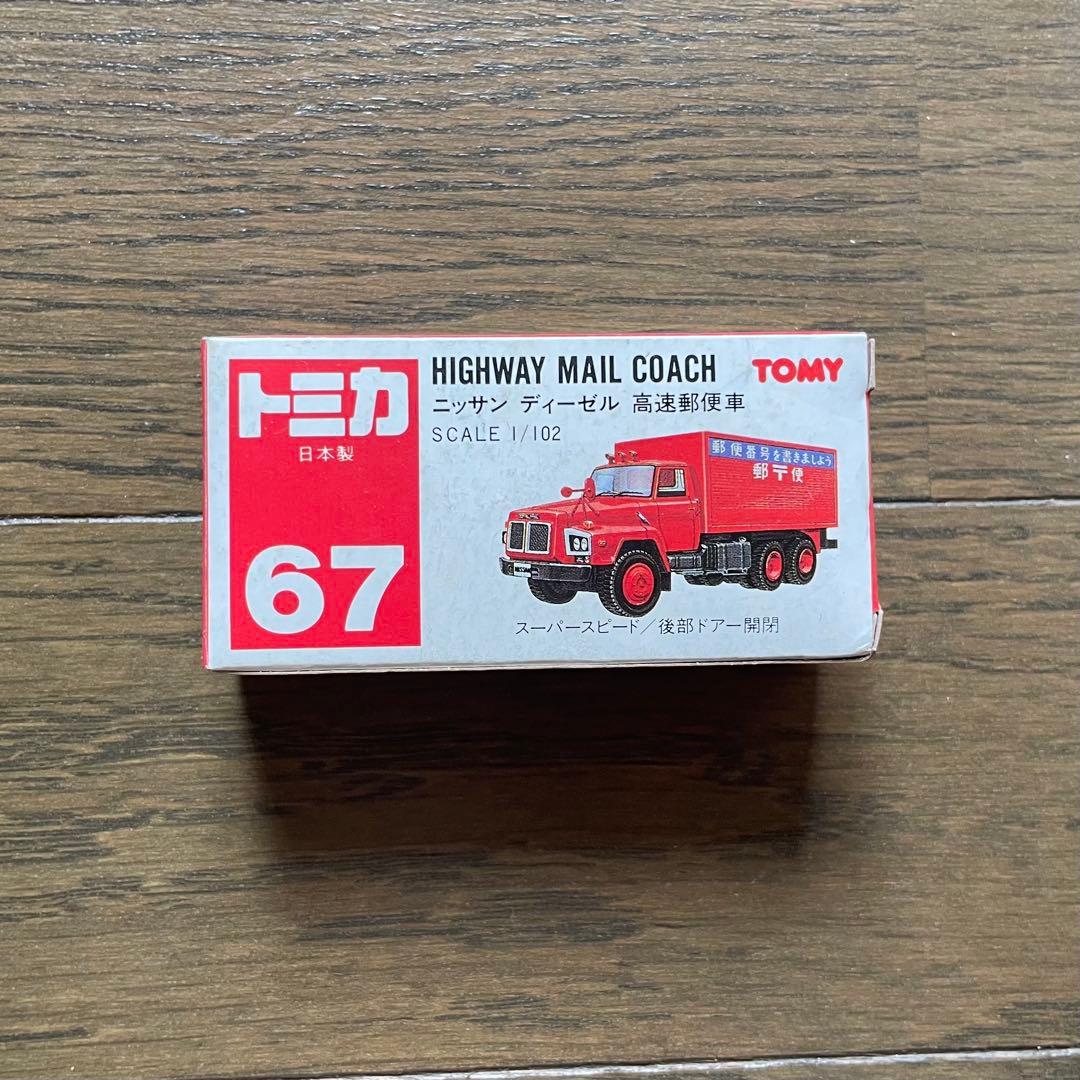 トミカ
日本製
67
HIGHWAY MAIL COACH
TOMY
ニッサン ディーゼル 高速郵便車
SCALE 1/102
郵便番号を書きましよう
郵〒便
スーパースピード/後部ドアー開閉